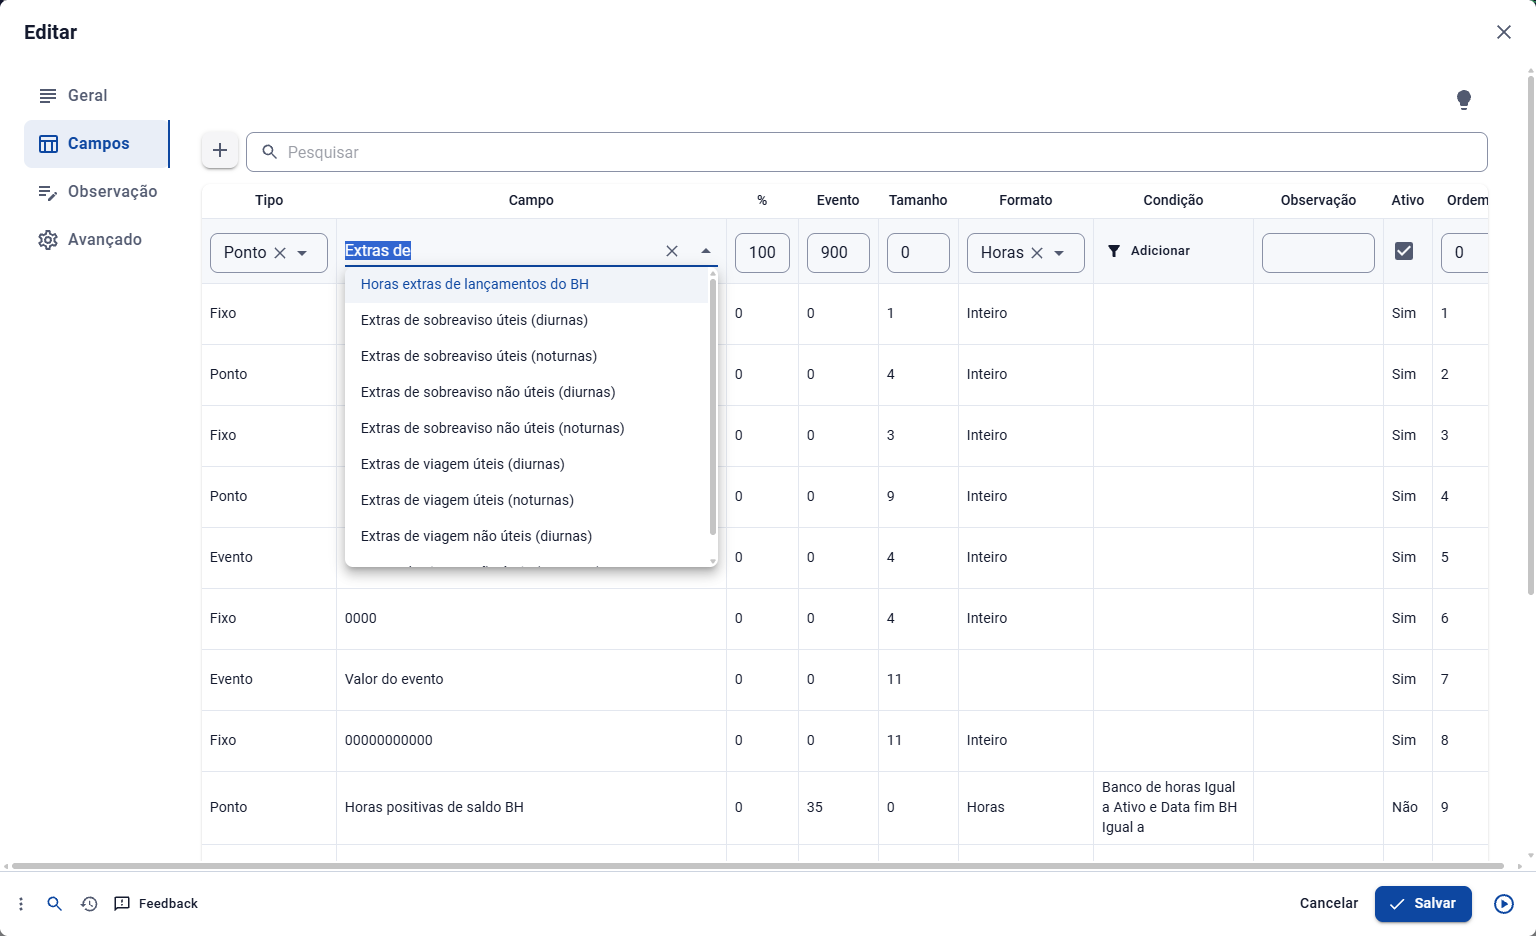 Editar
Geral
Campos
Observação
Avançado
Pesquisar
Tipo Campo % Evento Tamanho Formato Condição Observação Ativo Ordem
Ponto Extras de 100 900 0 Horas Adicionar 0
Horas extras de lançamentos do BH
Extras de sobreaviso úteis (diurnas)
Extras de sobreaviso úteis (noturnas)
Extras de sobreaviso não úteis (diurnas)
Extras de sobreaviso não úteis (noturnas)
Extras de viagem úteis (diurnas)
Extras de viagem úteis (noturnas)
Extras de viagem não úteis (diurnas)
Fixo 0 0 1 Inteiro Sim 1
Ponto 0 0 4 Inteiro Sim 2
Fixo 0 0 3 Inteiro Sim 3
Ponto 0 0 9 Inteiro Sim 4
Evento 0 0 4 Inteiro Sim 5
Fixo 0000 0 0 4 Inteiro Sim 6
Evento Valor do evento 0 0 11 Sim 7
Fixo 00000000000 0 0 11 Inteiro Sim 8
Ponto Horas positivas de saldo BH 0 35 0 Horas Banco de horas Igual
a Ativo e Data fim BH
Igual a
Não 9
Feedback
Cancelar
Salvar